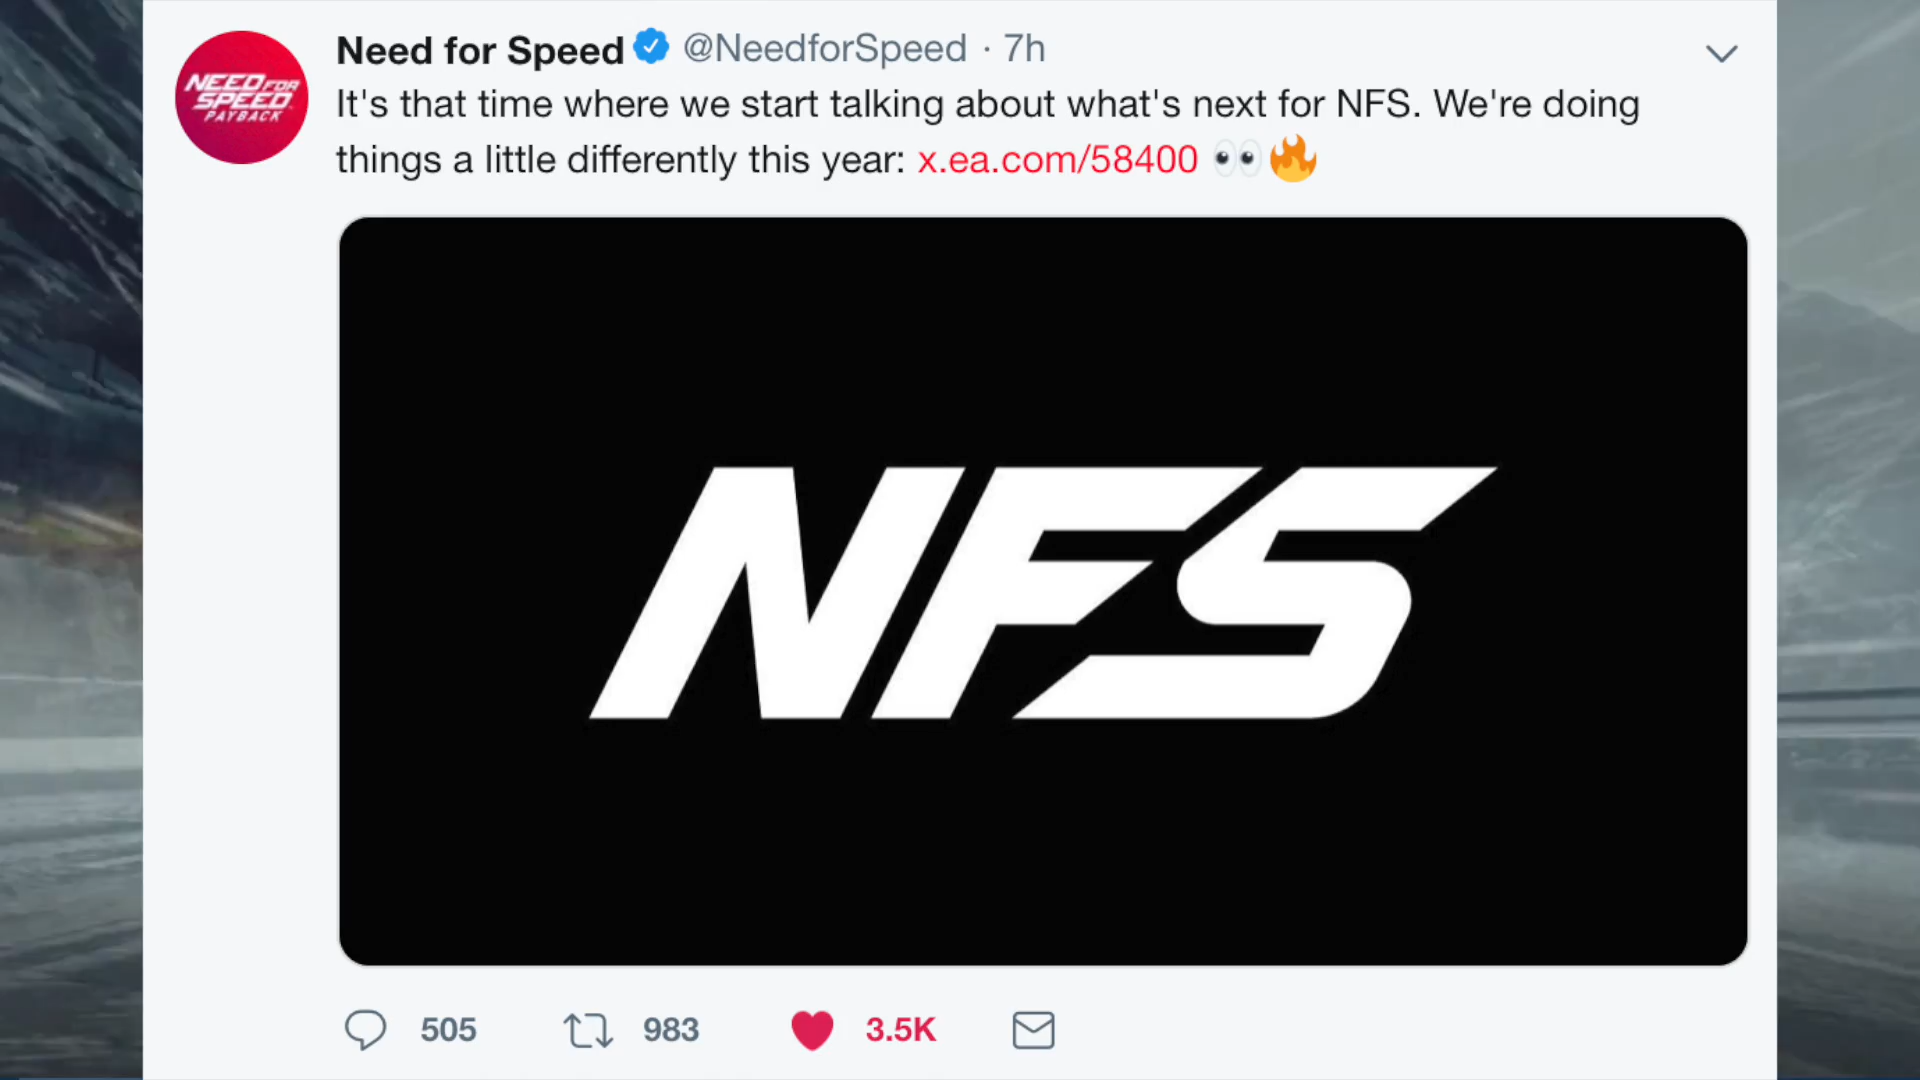 Need for Speed @NeedforSpeed · 7h
NEED FOR
SPEED
PAYBACK
It's that time where we start talking about what's next for NFS. We're doing
things a little differently this year: x.ea.com/58400 👀🔥
NFS
505 983 3.5K